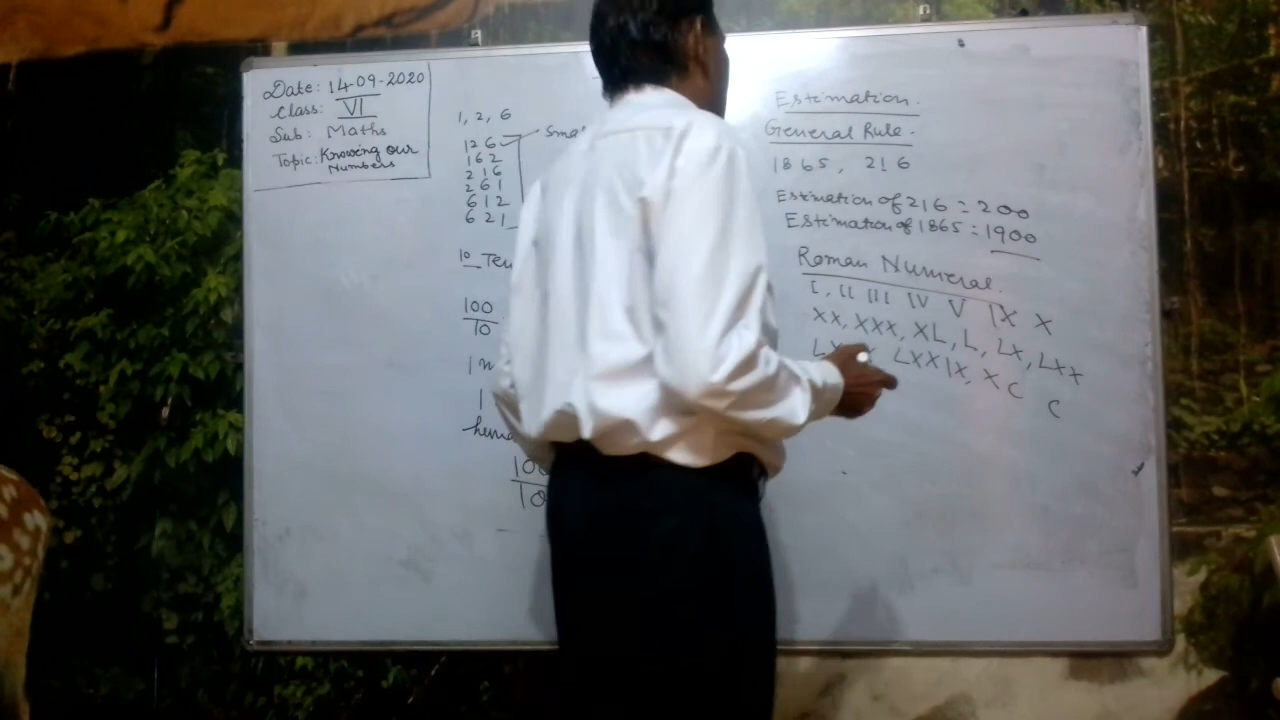 Date: 14-09-2020
Class: VI
Sub: Maths
Topic: Knowing our
Numbers
1, 2, 6
126
162
216
261
612
621
10
100
10
1
Estimation.
General Rule.
1865, 216
Estimation of 216 = 200
Estimation of 1865 = 1900
Roman Numeral.
I, II III IV V IX X
XX, XXX, XL, L, LX, LXX
LXXIX, XC C